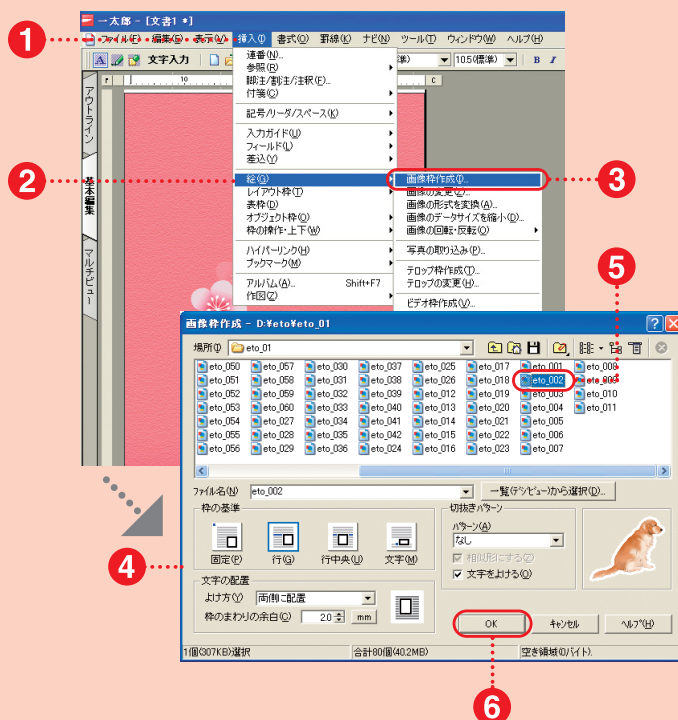 一太郎 - [文書1 *]
ファイル(F) 編集(E) 表示(V) 挿入(I) 書式(O) 罫線(K) ナビ(N) ツール(T) ウィンドウ(W) ヘルプ(H)
1
A 文字入力 準) 10.5(標準) B I
10 C
アウトライン
基本編集
マルチビュー
連番(N)...
参照(R)
脚注/割注/注釈(F)...
付箋(C)
記号/リーダ/スペース(K)
入力ガイド(U)
フィールド(L)
差込(Y)
2
絵(G)
レイアウト枠(T)
表枠(D)
オブジェクト枠(O)
枠の操作・上下(W)
ハイパーリンク(H)
ブックマーク(M)
アルバム(A)... Shift+F7
作図(Z)
画像枠作成(I)...
3
画像の変更(E)...
画像の形式を変換(A)...
画像のデータサイズを縮小(D)...
画像の回転・反転(O)
写真の取り込み(P)...
テロップ枠作成(T)...
テロップの変更(H)...
ビデオ枠作成(V)...
5
画像枠作成 - D:¥eto¥eto_01
場所(I) eto_01
eto_050 eto_057 eto_030 eto_037 eto_025 eto_017 eto_001 eto_008
eto_051 eto_058 eto_031 eto_038 eto_026 eto_018 eto_002 eto_009
eto_052 eto_059 eto_032 eto_039 eto_012 eto_019 eto_003 eto_010
eto_053 eto_060 eto_033 eto_040 eto_013 eto_020 eto_004 eto_011
eto_054 eto_027 eto_034 eto_041 eto_014 eto_021 eto_005
eto_055 eto_028 eto_035 eto_042 eto_015 eto_022 eto_006
eto_056 eto_029 eto_036 eto_024 eto_016 eto_023 eto_007
ファイル名(N) eto_002 一覧(デジビュー)から選択(D)...
枠の基準
固定(P) 行(G) 行中央(U) 文字(M)
4
文字の配置
よけ方(Y) 両側に配置
枠のまわりの余白(C) 2.0 mm
切抜きパターン
パターン(A)
なし
相似形にする(Z)
文字をよける(Q)
OK キャンセル ヘルプ(H)
1個(307KB)選択 合計80個(40.2MB) 空き領域(0バイト).
6